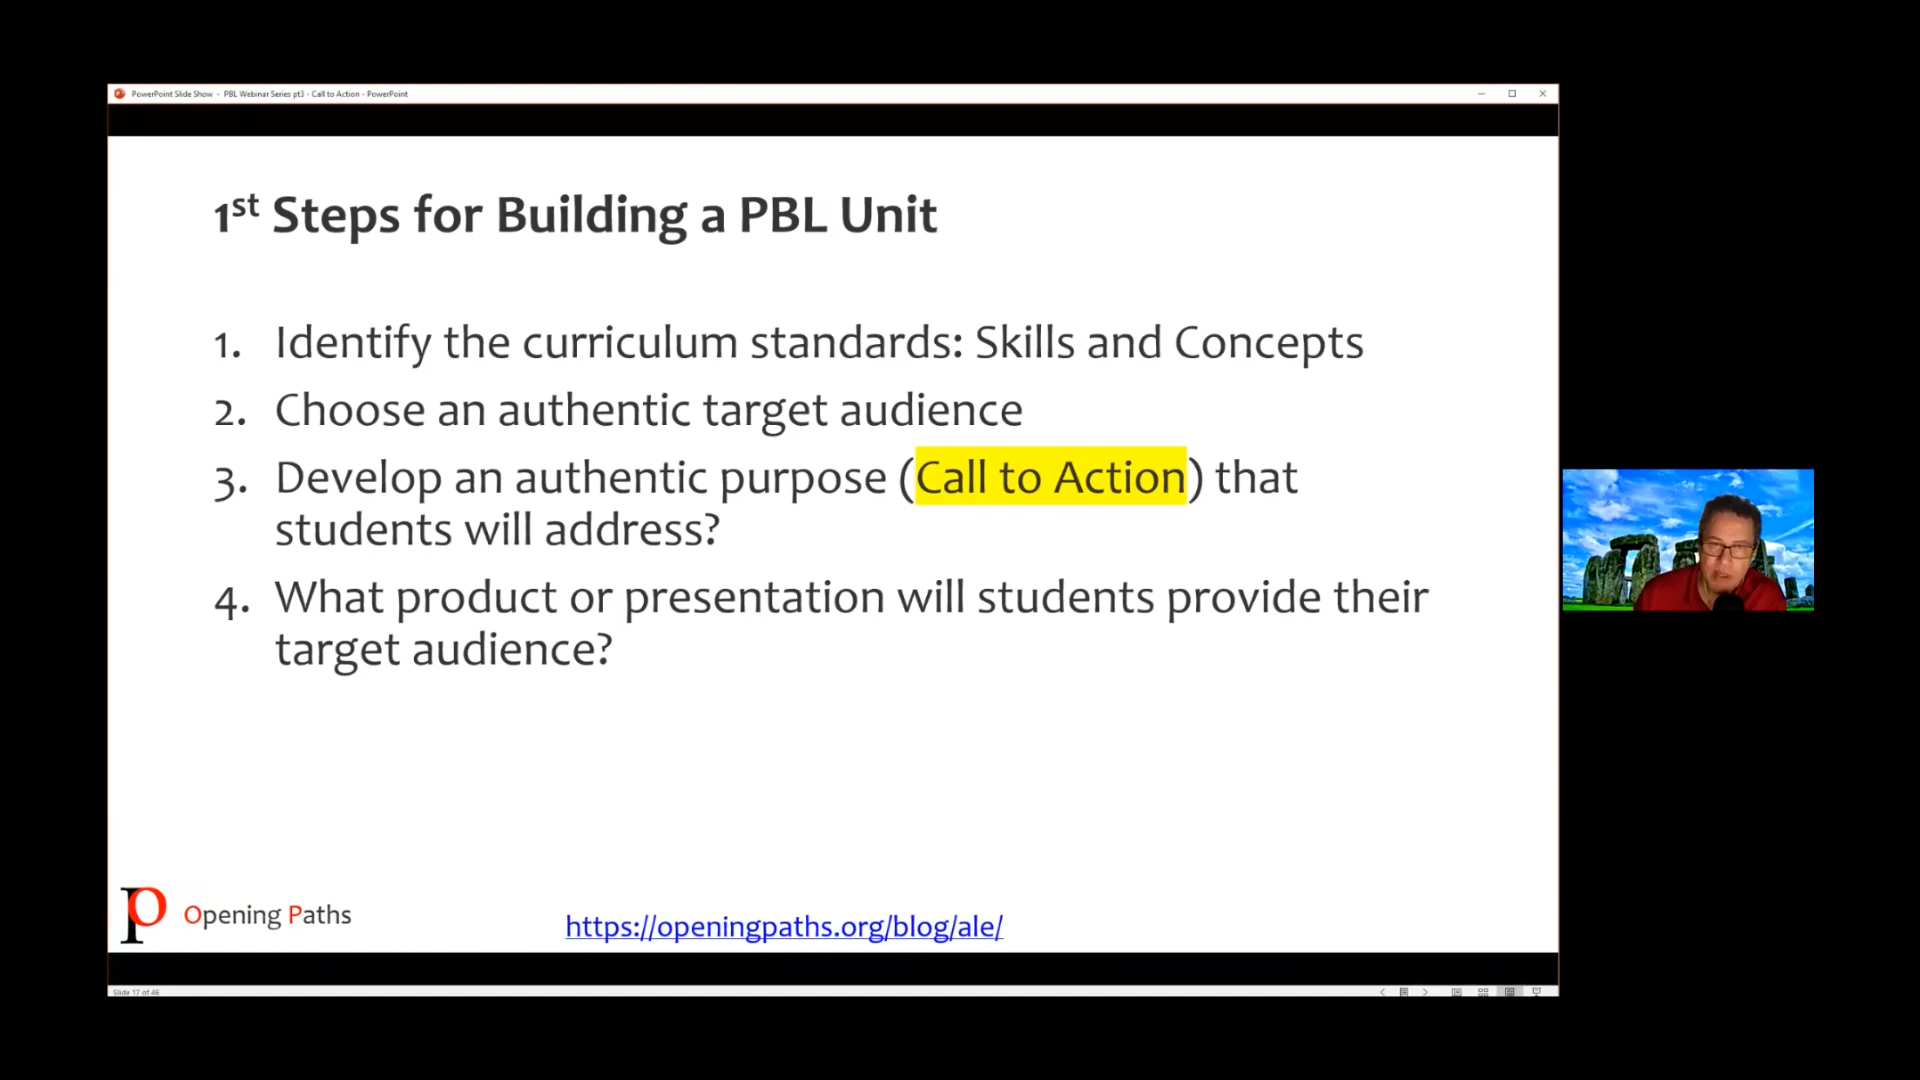 PowerPoint Slide Show - PBL Webinar Series pt3 - Call to Action - PowerPoint
1st Steps for Building a PBL Unit
1. Identify the curriculum standards: Skills and Concepts
2. Choose an authentic target audience
3. Develop an authentic purpose (Call to Action) that
students will address?
4. What product or presentation will students provide their
target audience?
Opening Paths
https://openingpaths.org/blog/ale/
Slide 17 of 46